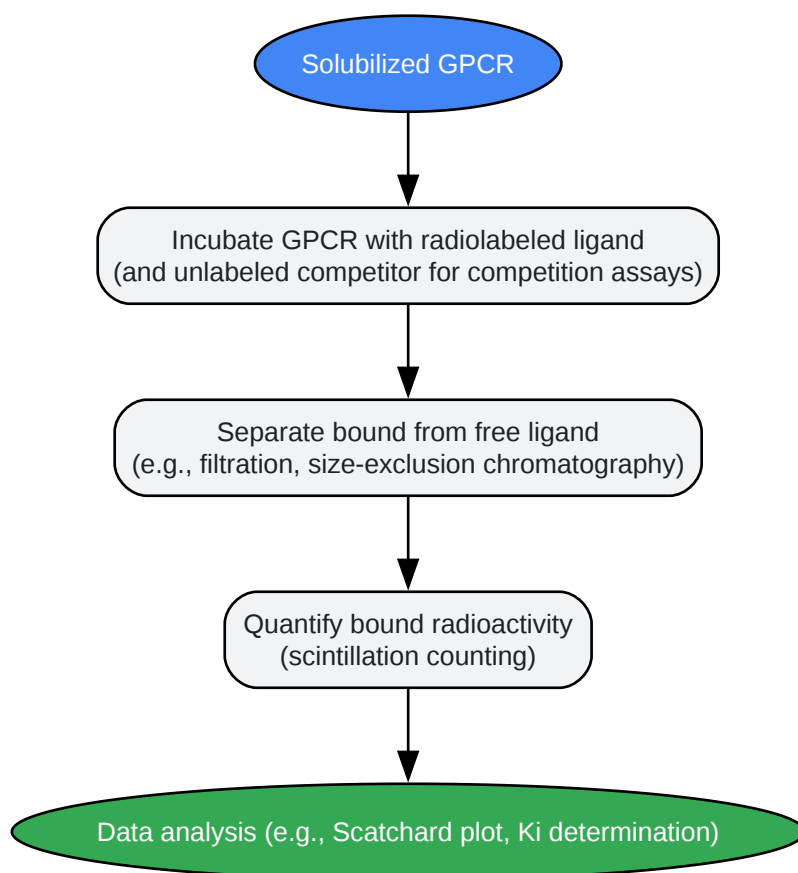 Solubilized GPCR
Incubate GPCR with radiolabeled ligand
(and unlabeled competitor for competition assays)
Separate bound from free ligand
(e.g., filtration, size-exclusion chromatography)
Quantify bound radioactivity
(scintillation counting)
Data analysis (e.g., Scatchard plot, Ki determination)